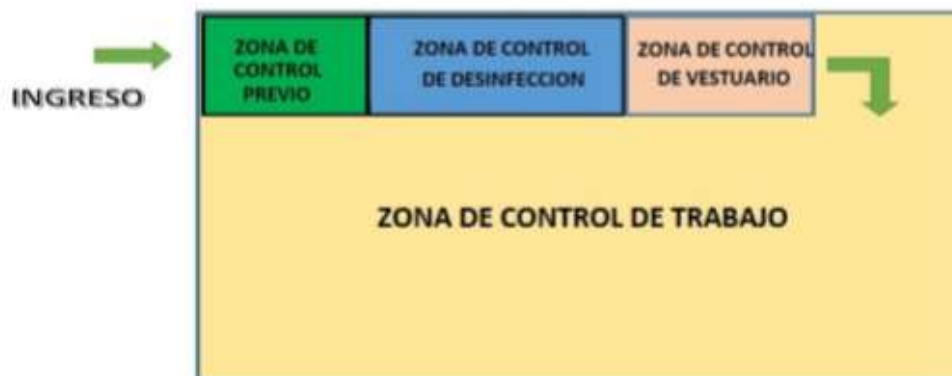 INGRESO
ZONA DE
CONTROL
PREVIO
ZONA DE CONTROL
DE DESINFECCION
ZONA DE CONTROL
DE VESTUARIO
ZONA DE CONTROL DE TRABAJO